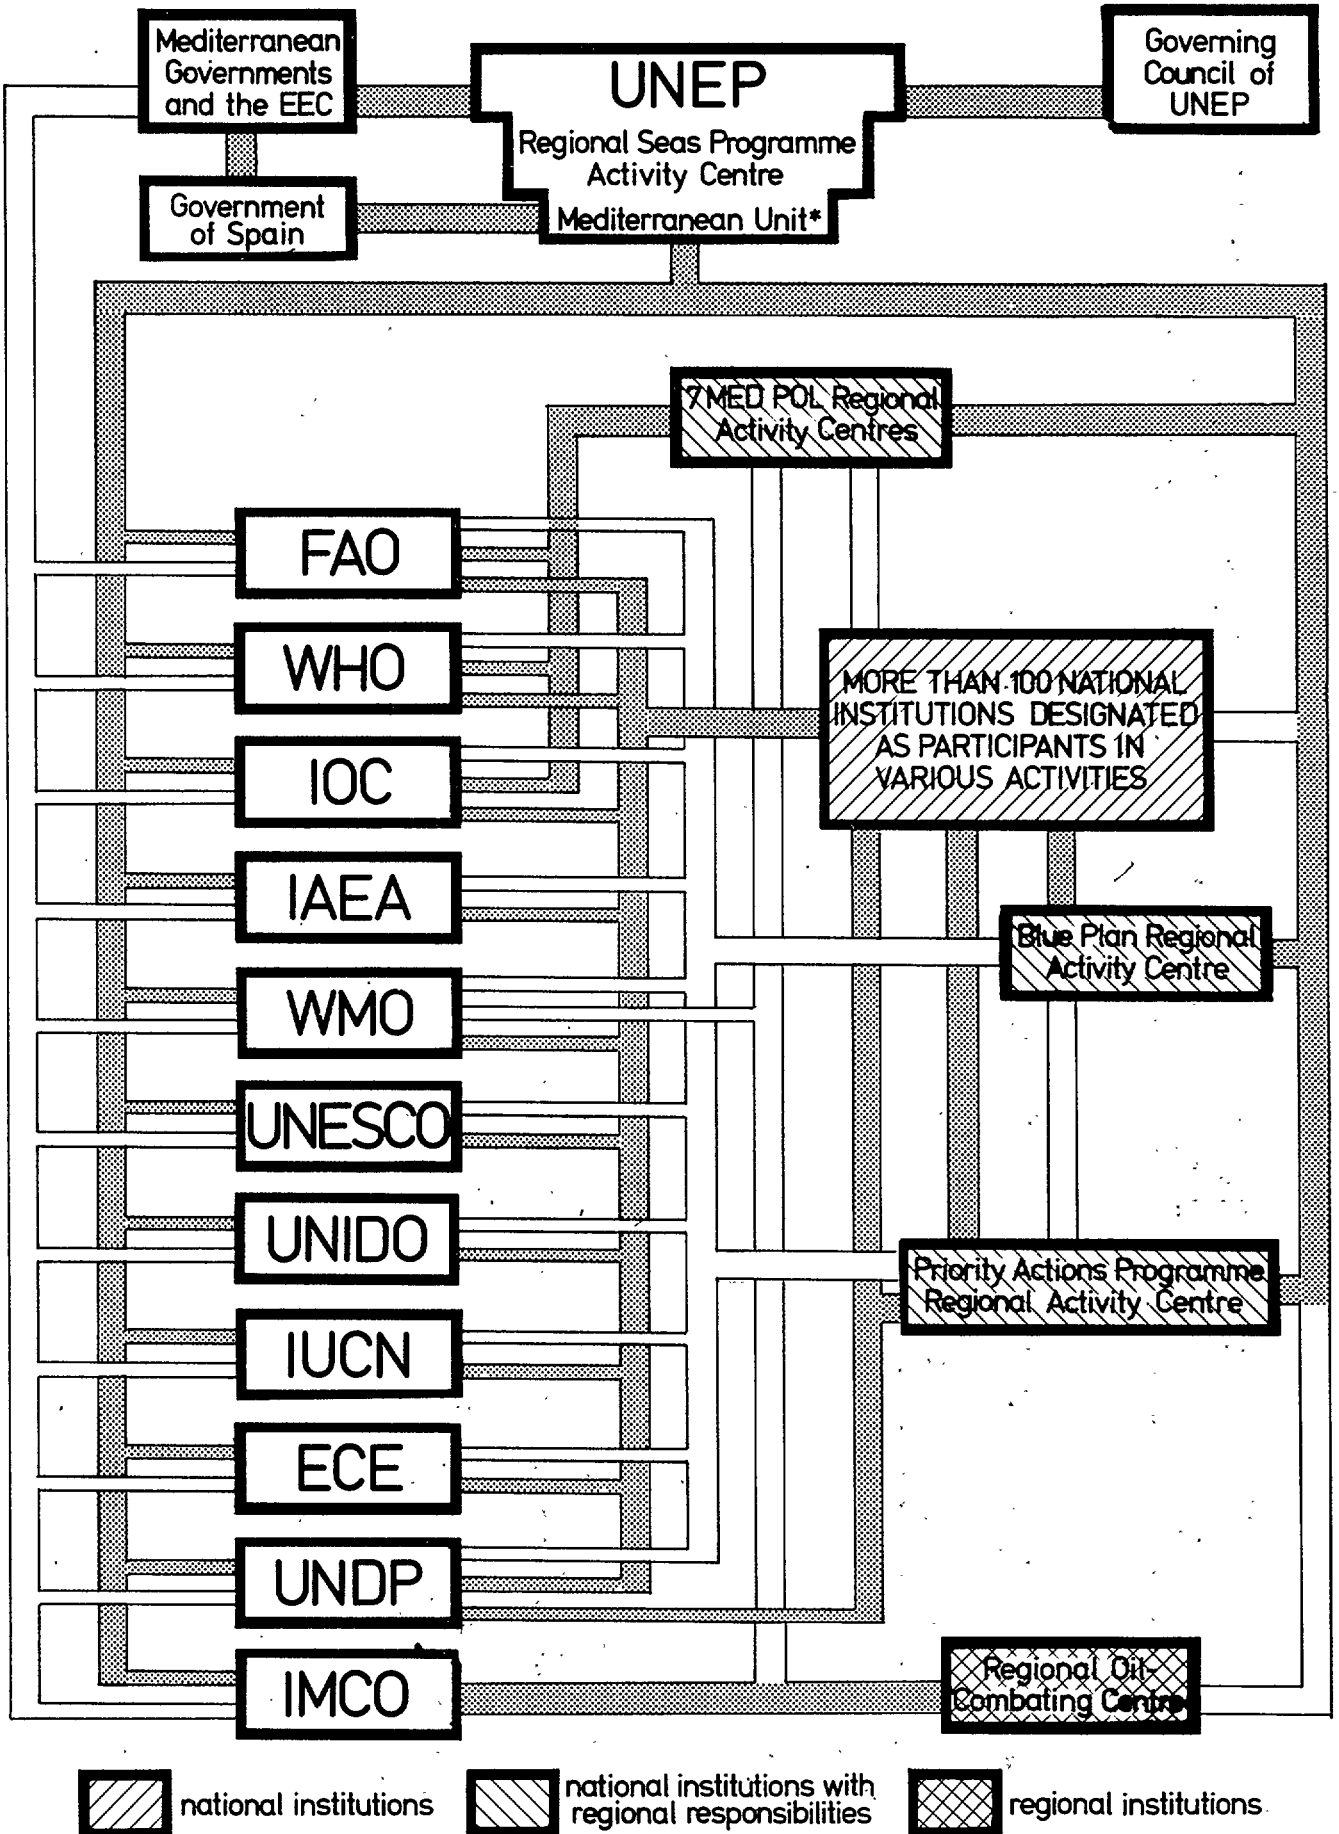 Mediterranean
Governments
and the EEC
UNEP
Regional Seas Programme
Activity Centre
Mediterranean Unit*
Governing
Council of
UNEP
Government
of Spain
7 MED POL Regional
Activity Centres
FAO
WHO
IOC
IAEA
WMO
UNESCO
UNIDO
IUCN
ECE
UNDP
IMCO
MORE THAN 100 NATIONAL
INSTITUTIONS DESIGNATED
AS PARTICIPANTS IN
VARIOUS ACTIVITIES
Blue Plan Regional
Activity Centre
Priority Actions Programme
Regional Activity Centre
Regional Oil-
Combating Centre
national institutions
national institutions with
regional responsibilities
regional institutions